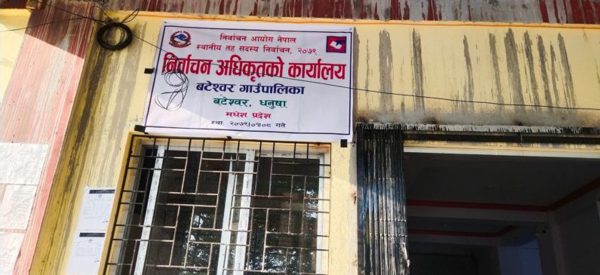 निर्वाचन आयोग नेपाल
स्थानीय तह सदस्य निर्वाचन, २०७९
निर्वाचन अधिकृतको कार्यालय
बटेश्वर गाउँपालिका
बटेश्वर, धनुषा
मधेश प्रदेश